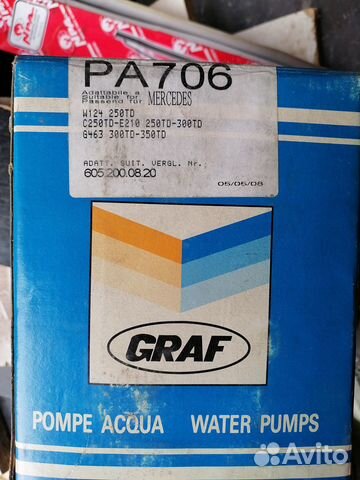 PA706
Adattabile a
Suitable for MERCEDES
Passend für
W124 250TD
C250TD-E210 250TD-300TD
G463 300TD-350TD
ADATT. SUIT. VERGL. Nr.
605.200.08.20
05/05/08
GRAF
POMPE ACQUA WATER PUMPS
Avito